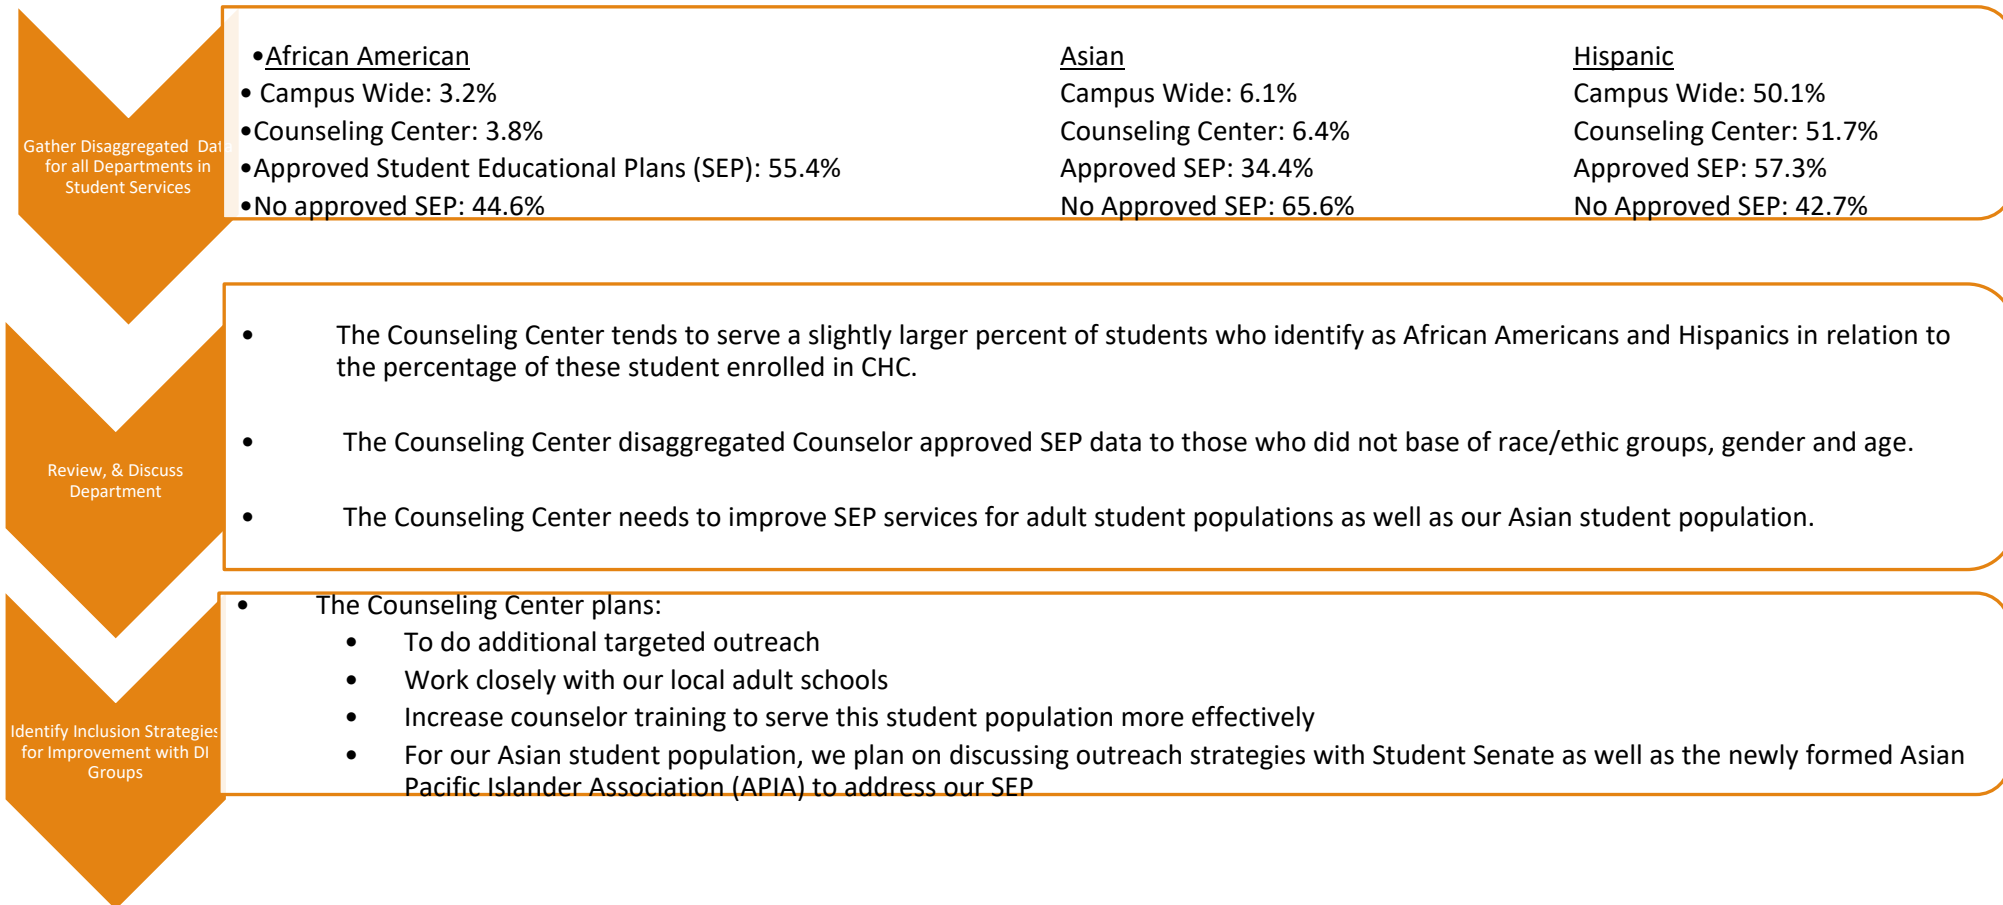 Gather Disaggregated Data
for all Departments in
Student Services
•African American
• Campus Wide: 3.2%
•Counseling Center: 3.8%
•Approved Student Educational Plans (SEP): 55.4%
•No approved SEP: 44.6%
Asian
Campus Wide: 6.1%
Counseling Center: 6.4%
Approved SEP: 34.4%
No Approved SEP: 65.6%
Hispanic
Campus Wide: 50.1%
Counseling Center: 51.7%
Approved SEP: 57.3%
No Approved SEP: 42.7%
Review, & Discuss
Department
• The Counseling Center tends to serve a slightly larger percent of students who identify as African Americans and Hispanics in relation to
the percentage of these student enrolled in CHC.
• The Counseling Center disaggregated Counselor approved SEP data to those who did not base of race/ethic groups, gender and age.
• The Counseling Center needs to improve SEP services for adult student populations as well as our Asian student population.
Identify Inclusion Strategies
for Improvement with DI
Groups
• The Counseling Center plans:
• To do additional targeted outreach
• Work closely with our local adult schools
• Increase counselor training to serve this student population more effectively
• For our Asian student population, we plan on discussing outreach strategies with Student Senate as well as the newly formed Asian
Pacific Islander Association (APIA) to address our SEP